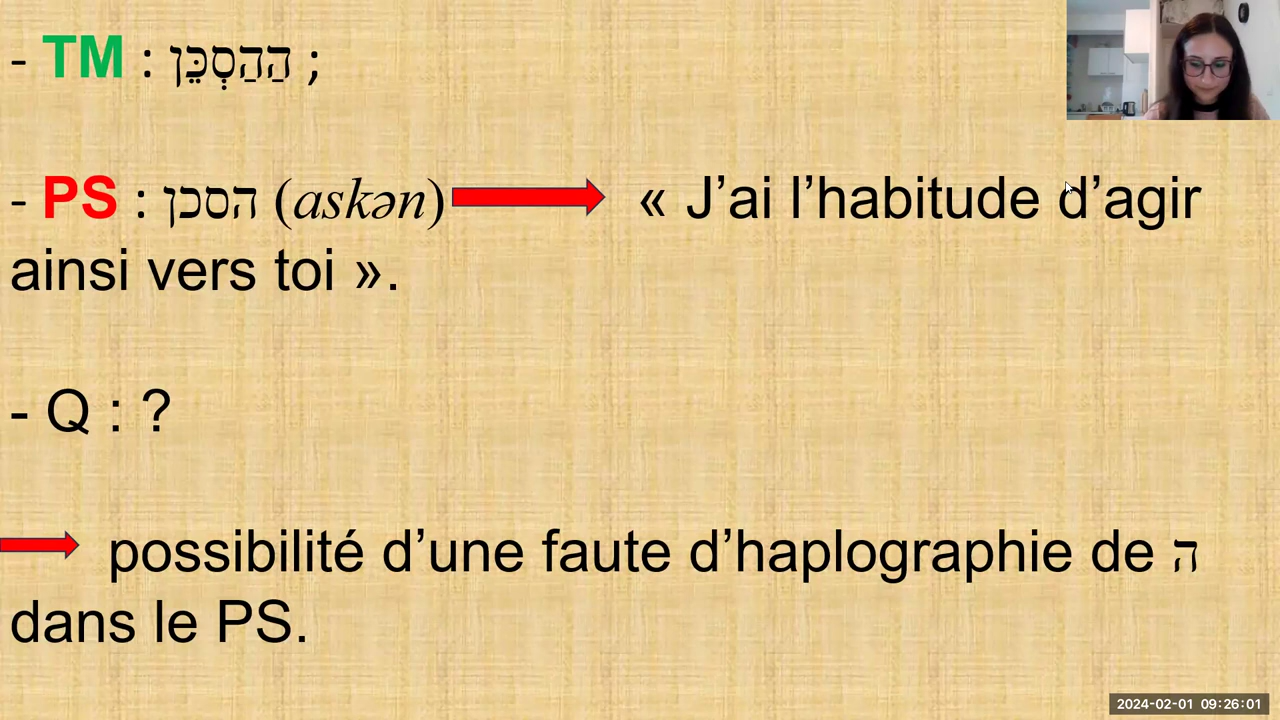 - TM : הַהַסְכֵּן ;
- PS : הסכן (askən) « J’ai l’habitude d’agir
ainsi vers toi ».
- Q : ?
possibilité d’une faute d’haplographie de ה
dans le PS.
2024-02-01 09:26:01